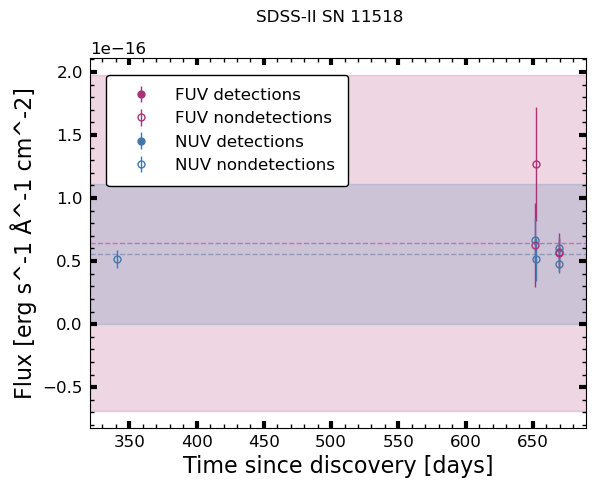 SDSS-II SN 11518
1e−16
2.0
1.5
1.0
0.5
0.0
−0.5
FUV detections
FUV nondetections
NUV detections
NUV nondetections
Flux [erg s^-1 Å^-1 cm^-2]
350 400 450 500 550 600 650
Time since discovery [days]